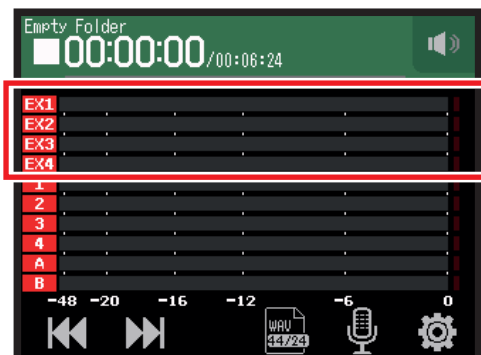 Empty Folder
00:00:00/00:06:24
EX1
EX2
EX3
EX4
1
2
3
4
A
B
-48 -20 -16 -12 -6 0
WAV
44/24